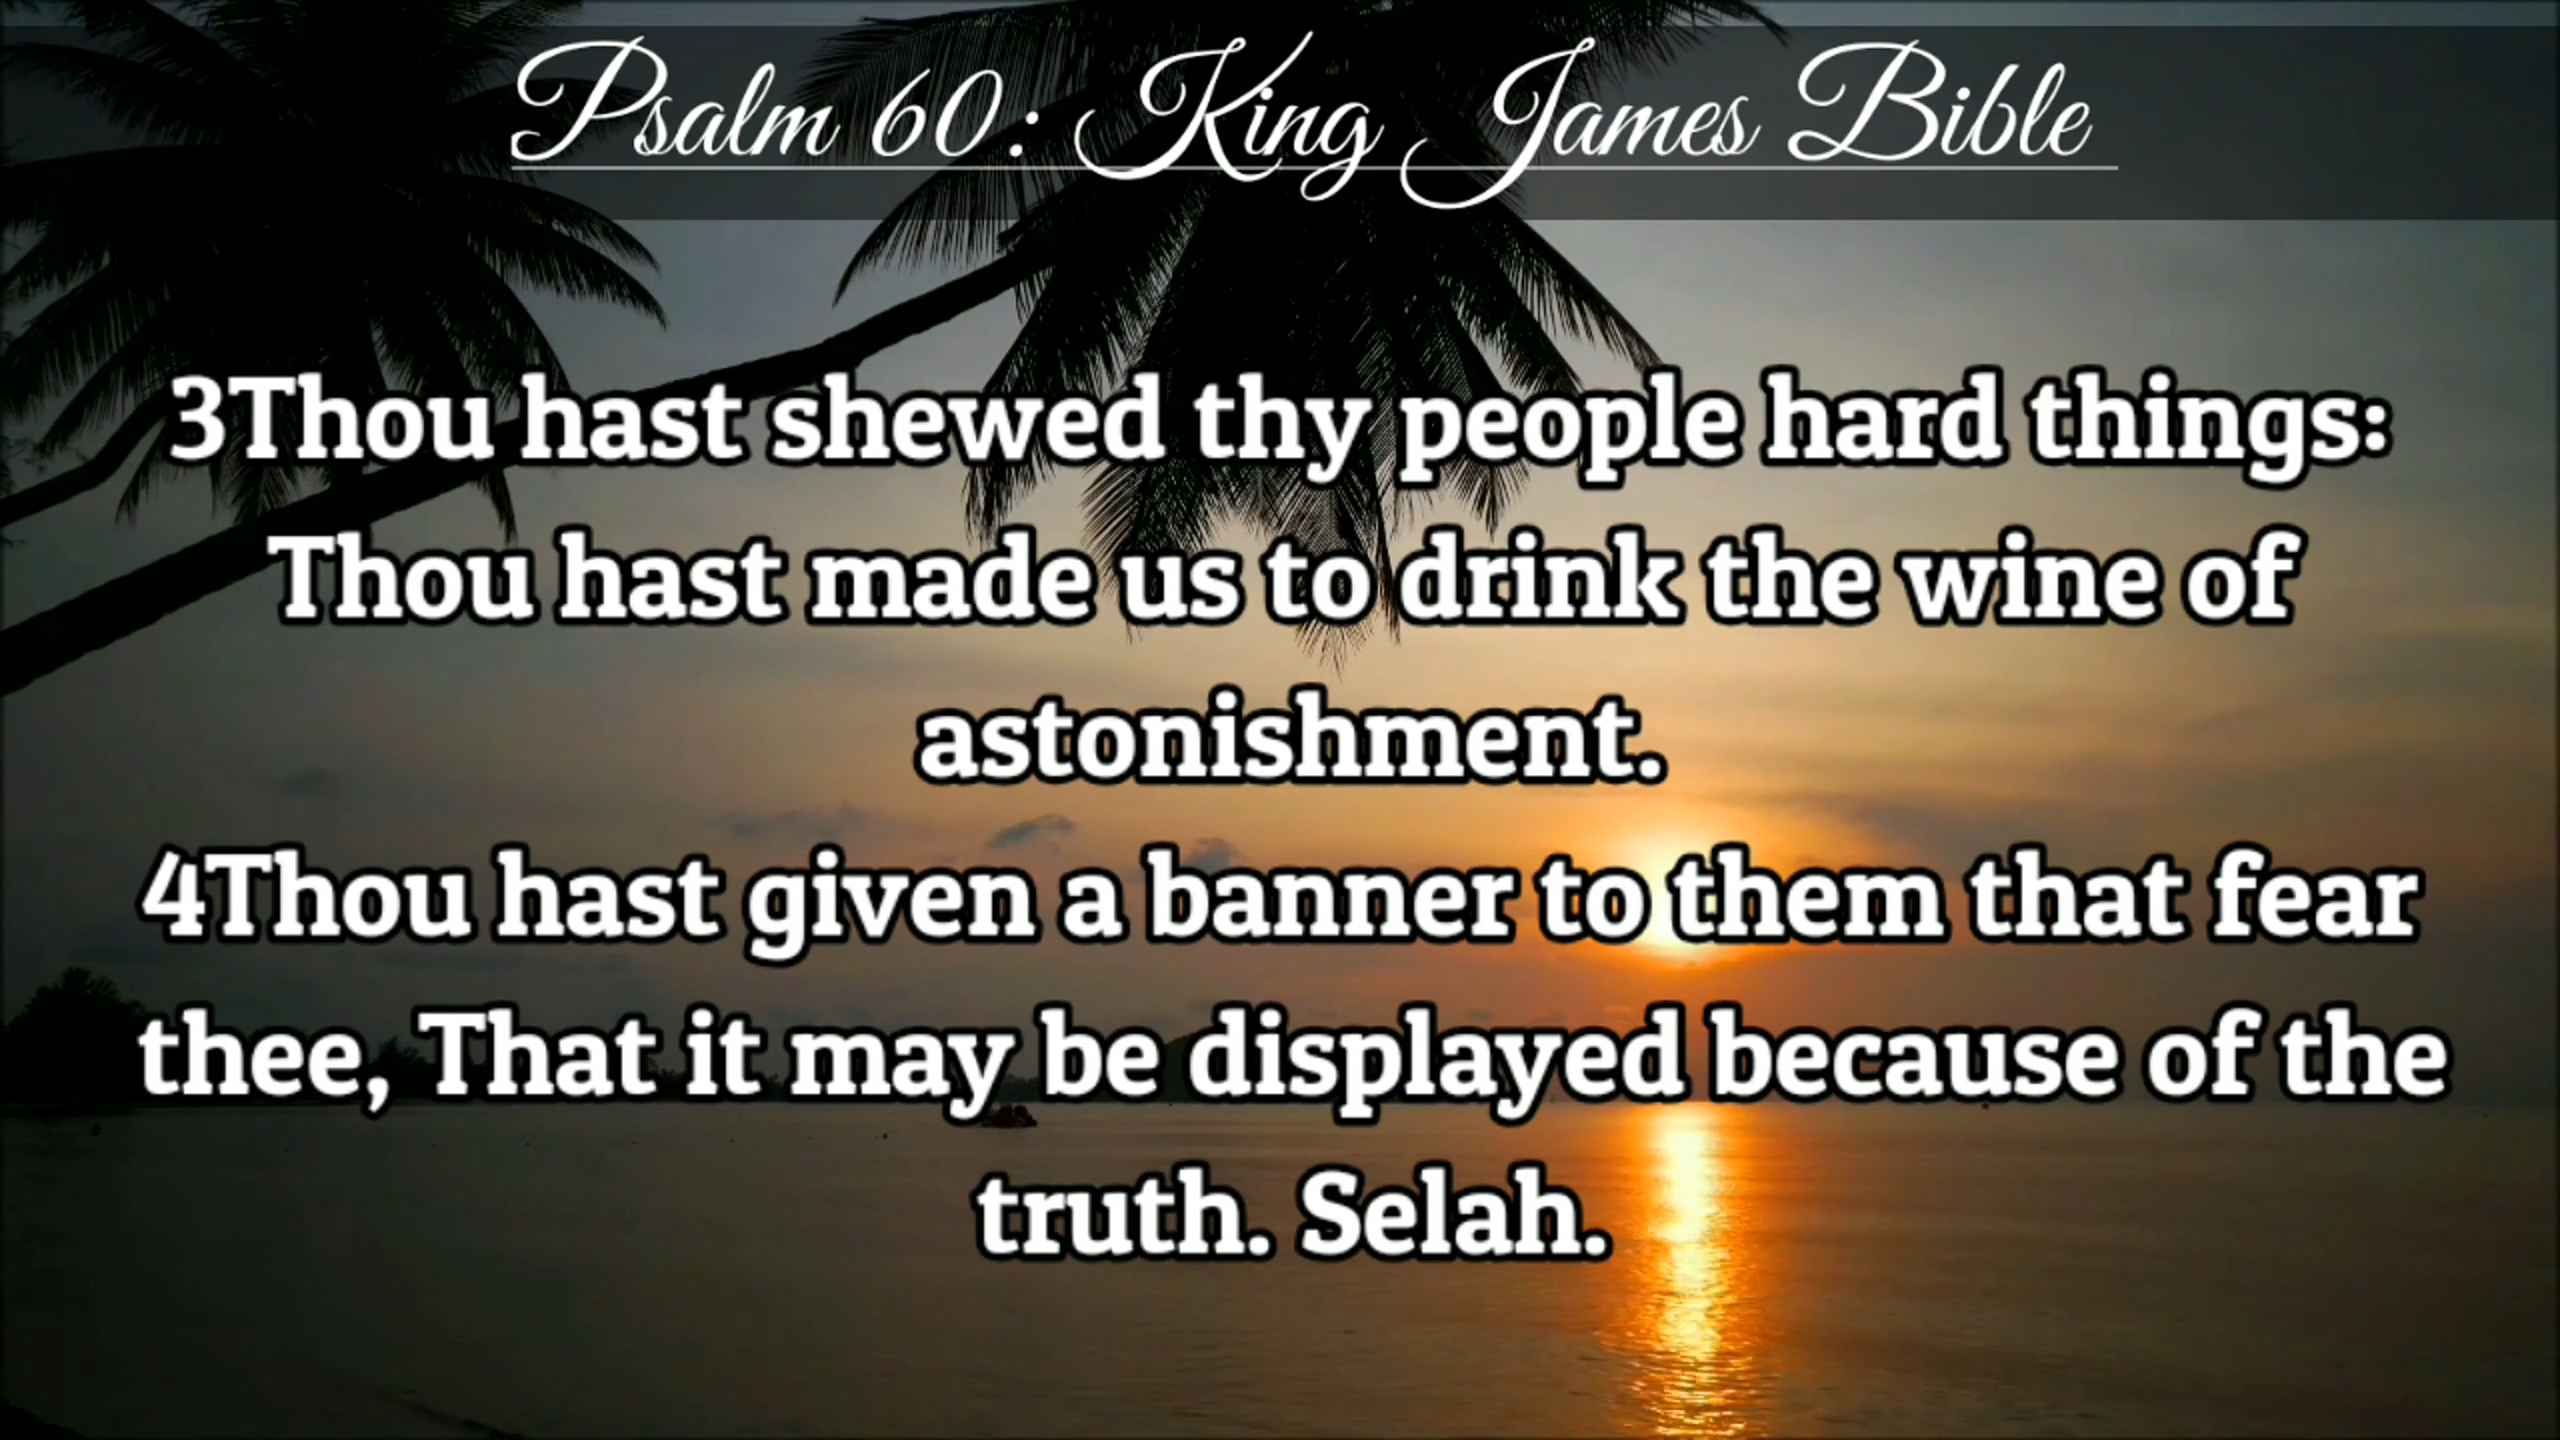 Psalm 60: King James Bible
3Thou hast shewed thy people hard things:
Thou hast made us to drink the wine of
astonishment.
4Thou hast given a banner to them that fear
thee, That it may be displayed because of the
truth. Selah.